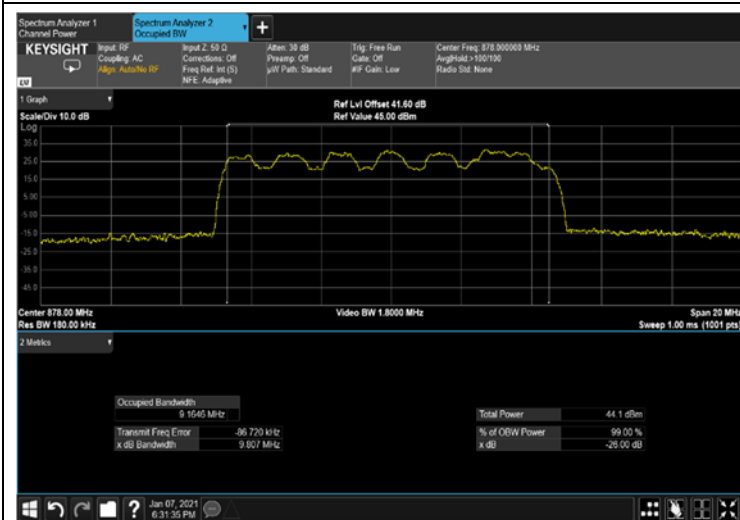 Spectrum Analyzer 1
Channel Power
Spectrum Analyzer 2
Occupied BW
+
KEYSIGHT
Input: RF
Coupling: AC
Align: Auto/No RF
Input Z: 50 Ω
Corrections: Off
Freq Ref: Int (S)
NFE: Adaptive
Atten: 30 dB
Preamp: Off
µW Path: Standard
Trig: Free Run
Gate: Off
#IF Gain: Low
Center Freq: 878.000000 MHz
Avg|Hold:>100/100
Radio Std: None
1 Graph
Scale/Div 10.0 dB
Ref Lvl Offset 41.60 dB
Ref Value 45.00 dBm
Log
35.0
25.0
15.0
5.00
-5.00
-15.0
-25.0
-35.0
-45.0
Center 878.00 MHz
Video BW 1.8000 MHz
Span 20 MHz
Res BW 180.00 kHz
Sweep 1.00 ms (1001 pts)
2 Metrics
Occupied Bandwidth
9.1646 MHz
Transmit Freq Error -86.720 kHz
x dB Bandwidth 9.807 MHz
Total Power 44.1 dBm
% of OBW Power 99.00 %
x dB -26.00 dB
?
Jan 07, 2021
6:31:35 PM